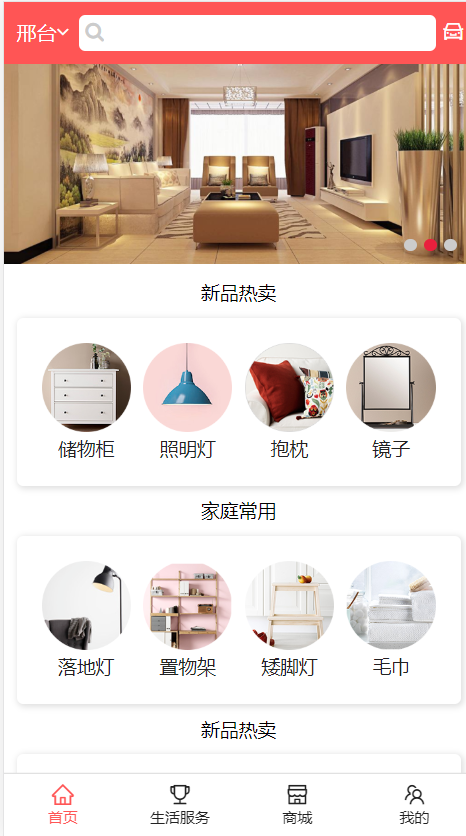 邢台
新品热卖
储物柜 照明灯 抱枕 镜子
家庭常用
落地灯 置物架 矮脚灯 毛巾
新品热卖
首页 生活服务 商城 我的